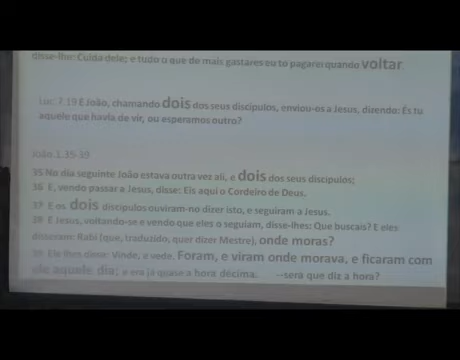 disse-lhe: Cuida dele; e tudo o que de mais gastares eu to pagarei quando voltar
Luc. 7.19 E João, chamando dois dos seus discípulos, enviou-os a Jesus, dizendo: És tu
aquele que havia de vir, ou esperamos outro?
João 1.35-39
35 No dia seguinte João estava outra vez ali, e dois dos seus discípulos;
36 E, vendo passar a Jesus, disse: Eis aqui o Cordeiro de Deus.
37 E os dois discípulos ouviram-no dizer isto, e seguiram a Jesus.
38 E Jesus, voltando-se e vendo que eles o seguiam, disse-lhes: Que buscais? E eles
disseram: Rabi (que, traduzido, quer dizer Mestre), onde moras?
39 Ele lhes disse: Vinde, e vede. Foram, e viram onde morava, e ficaram com
ele aquele dia; e era já quase a hora décima. ---será que diz a hora?